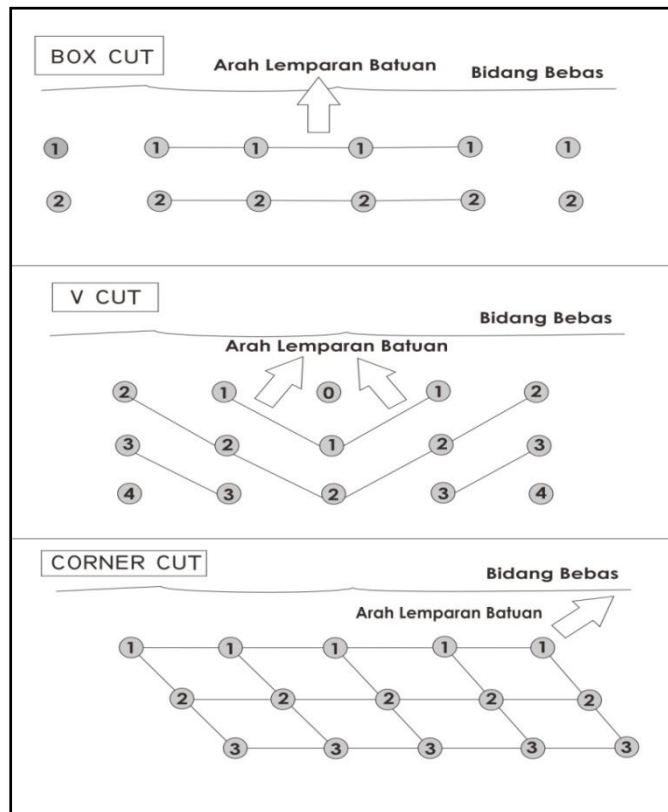 BOX CUT
Arah Lemparan Batuan
Bidang Bebas
1 1 1 1 1 1
2 2 2 2 2 2
V CUT
Bidang Bebas
Arah Lemparan Batuan
2 1 0 1 2
3 2 1 2 3
4 3 2 3 4
CORNER CUT
Bidang Bebas
Arah Lemparan Batuan
1 1 1 1 1
2 2 2 2 2
3 3 3 3 3